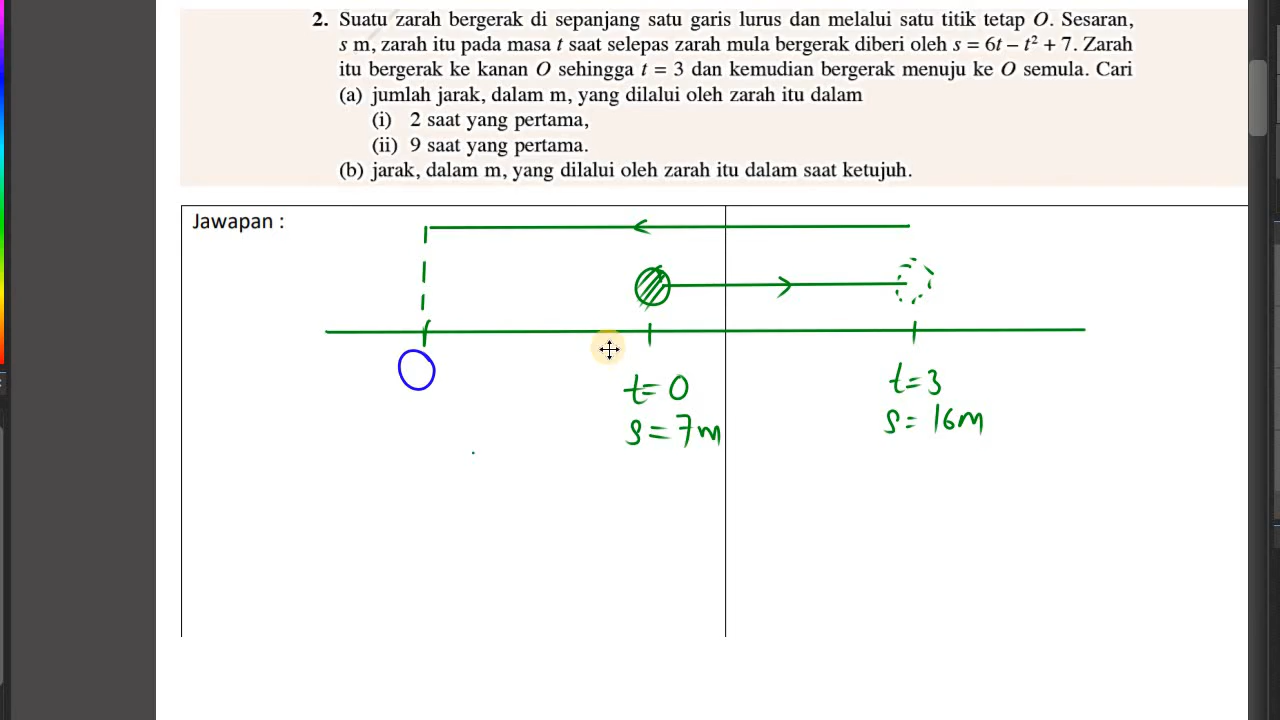 2. Suatu zarah bergerak di sepanjang satu garis lurus dan melalui satu titik tetap O. Sesaran,
s m, zarah itu pada masa t saat selepas zarah mula bergerak diberi oleh s = 6t – t² + 7. Zarah
itu bergerak ke kanan O sehingga t = 3 dan kemudian bergerak menuju ke O semula. Cari
(a) jumlah jarak, dalam m, yang dilalui oleh zarah itu dalam
(i) 2 saat yang pertama,
(ii) 9 saat yang pertama.
(b) jarak, dalam m, yang dilalui oleh zarah itu dalam saat ketujuh.
Jawapan :
O
t=0
s=7m
t=3
s=16m